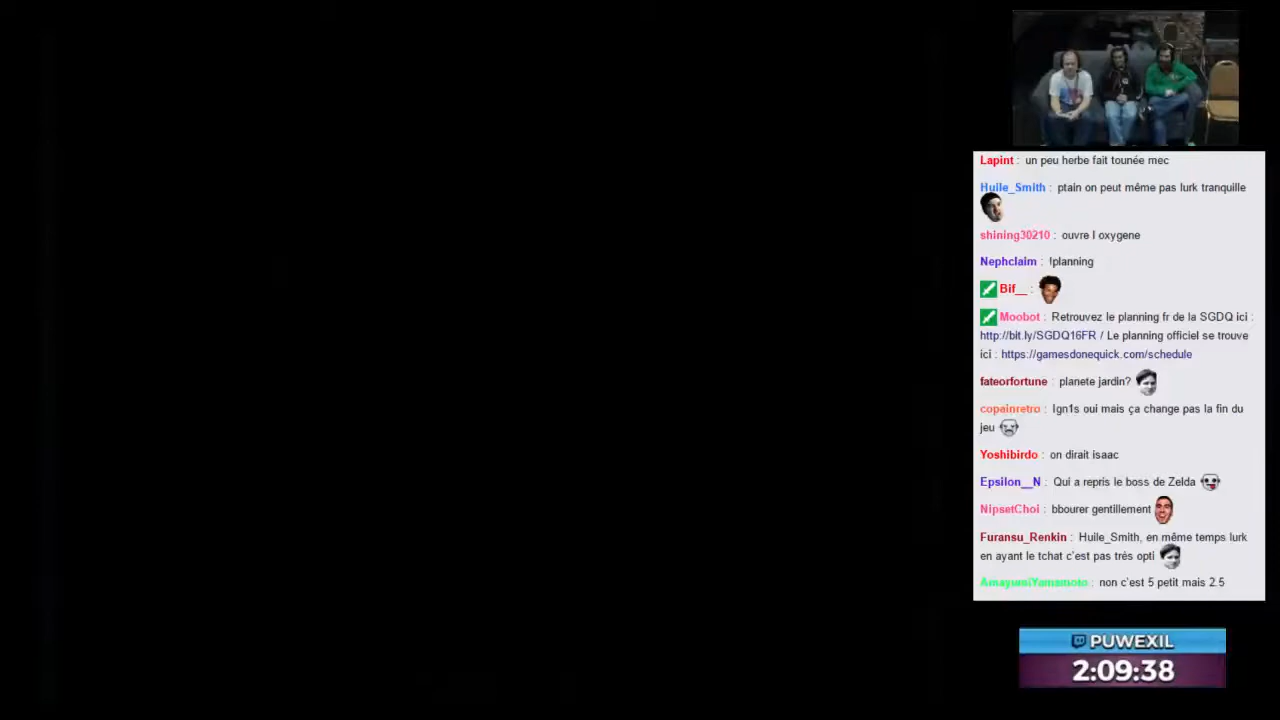 Lapint : un peu herbe fait tounée mec
Huile_Smith : ptain on peut même pas lurk tranquille
shining30210 : ouvre l oxygene
Nephclaim : !planning
Bif__ :
Moobot : Retrouvez le planning fr de la SGDQ ici :
http://bit.ly/SGDQ16FR / Le planning officiel se trouve
ici : https://gamesdonequick.com/schedule
fateorfortune : planete jardin?
copainretro : Ign1s oui mais ça change pas la fin du
jeu
Yoshibirdo : on dirait isaac
Epsilon__N : Qui a repris le boss de Zelda
NipsetChoi : bbourer gentillement
Furansu_Renkin : Huile_Smith, en même temps lurk
en ayant le tchat c'est pas trés opti
AmayumiYamamoto : non c'est 5 petit mais 2.5
PUWEXIL
2:09:38